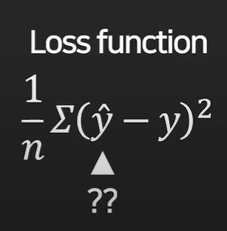 Loss function
1/n Σ(ŷ − y)²
▲
??